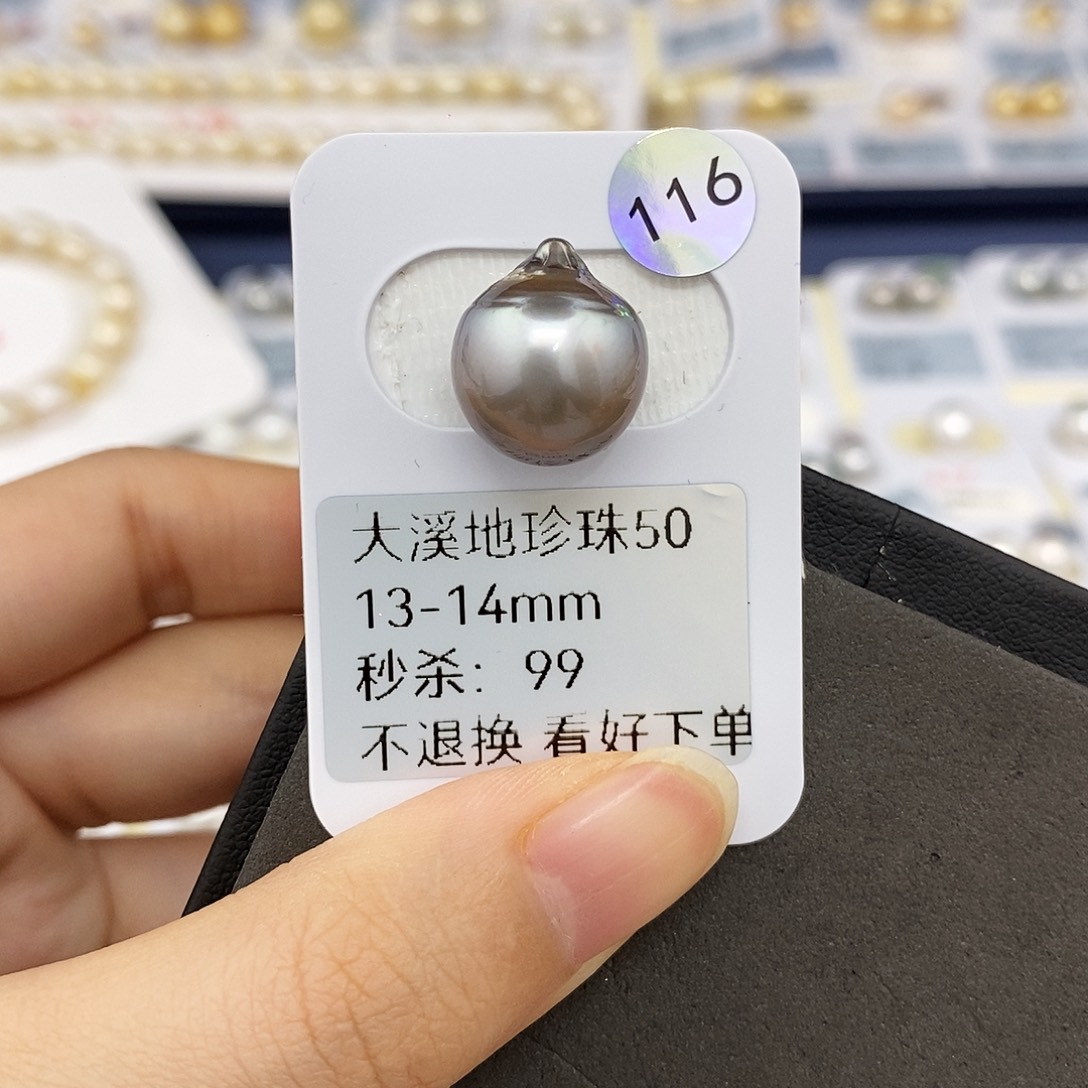 116
大溪地珍珠50
13-14mm
秒杀：99
不退换 看好下单